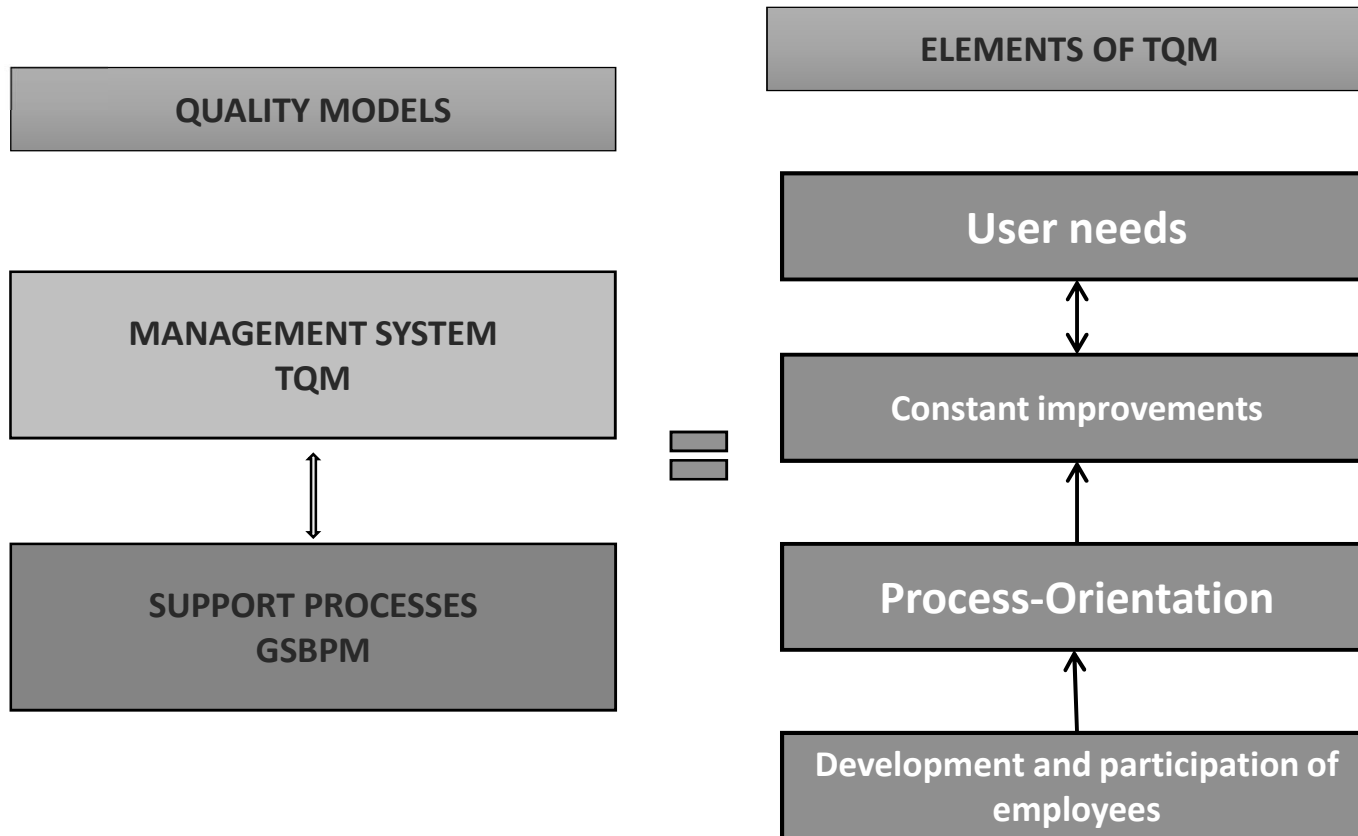 QUALITY MODELS
MANAGEMENT SYSTEM
TQM
SUPPORT PROCESSES
GSBPM
ELEMENTS OF TQM
User needs
Constant improvements
Process-Orientation
Development and participation of
employees